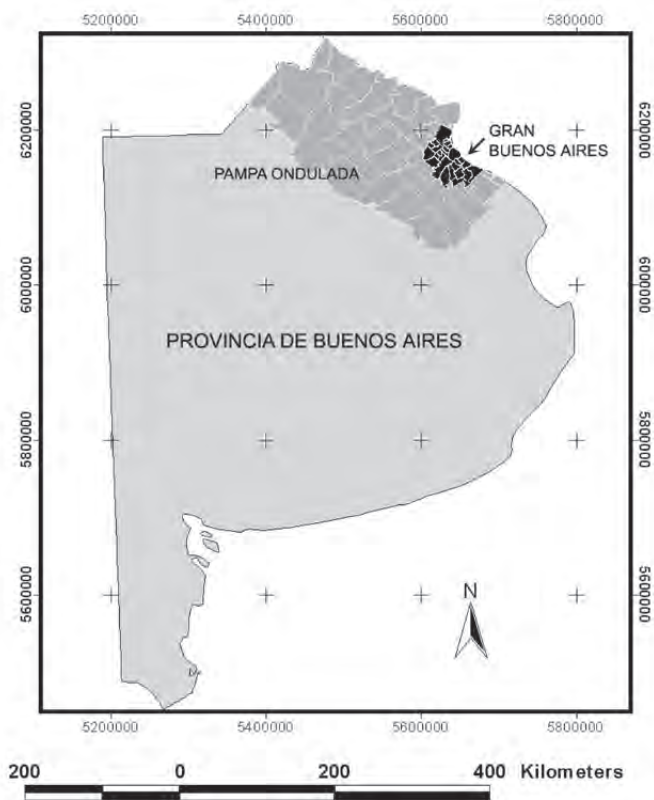 5200000 5400000 5600000 5800000
6200000 6200000
GRAN
BUENOS AIRES
PAMPA ONDULADA
6000000 6000000
PROVINCIA DE BUENOS AIRES
5800000 5800000
5600000 5600000
N
5200000 5400000 5600000 5800000
200 0 200 400 Kilometers